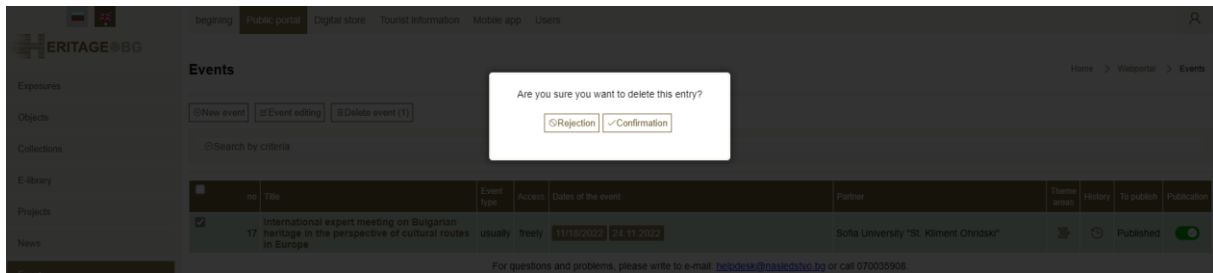 begining Public portal Digital store Tourist information Mobile app Users
ERITAGE BG
Events
Home > Webportal > Events
Exposures
Objects
Collections
E-library
Projects
News
New event Event editing Delete event (1)
Search by criteria
Are you sure you want to delete this entry?
Rejection Confirmation
no Title Event type Access Dates of the event Partner Theme areas History To publish Publication
17 International expert meeting on Bulgarian
heritage in the perspective of cultural routes usually freely 11/18/2022 24.11.2022 Sofia University "St. Kliment Ohridski" Published
in Europe
For questions and problems, please write to e-mail: helpdesk@nasledstvo.bg or call 070035908.